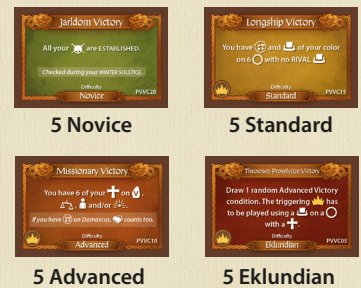 Jarldom Victory
All your are ESTABLISHED.
Checked during your WINTER SOLSTICE.
Difficulty
Novice
PVVC20
5 Novice
Longship Victory
You have and of your color
on 6 with no RIVAL
Difficulty
Standard
PVVC15
5 Standard
Missionary Victory
You have 6 of your on ,
, and/or .
If you have on Damascus, counts too.
Difficulty
Advanced
PVVC10
5 Advanced
Theocratic Proselytize Victory
Draw 1 random Advanced Victory
condition. The triggering has
to be played using a on a
with a .
Difficulty
Eklundian
PVVC05
5 Eklundian